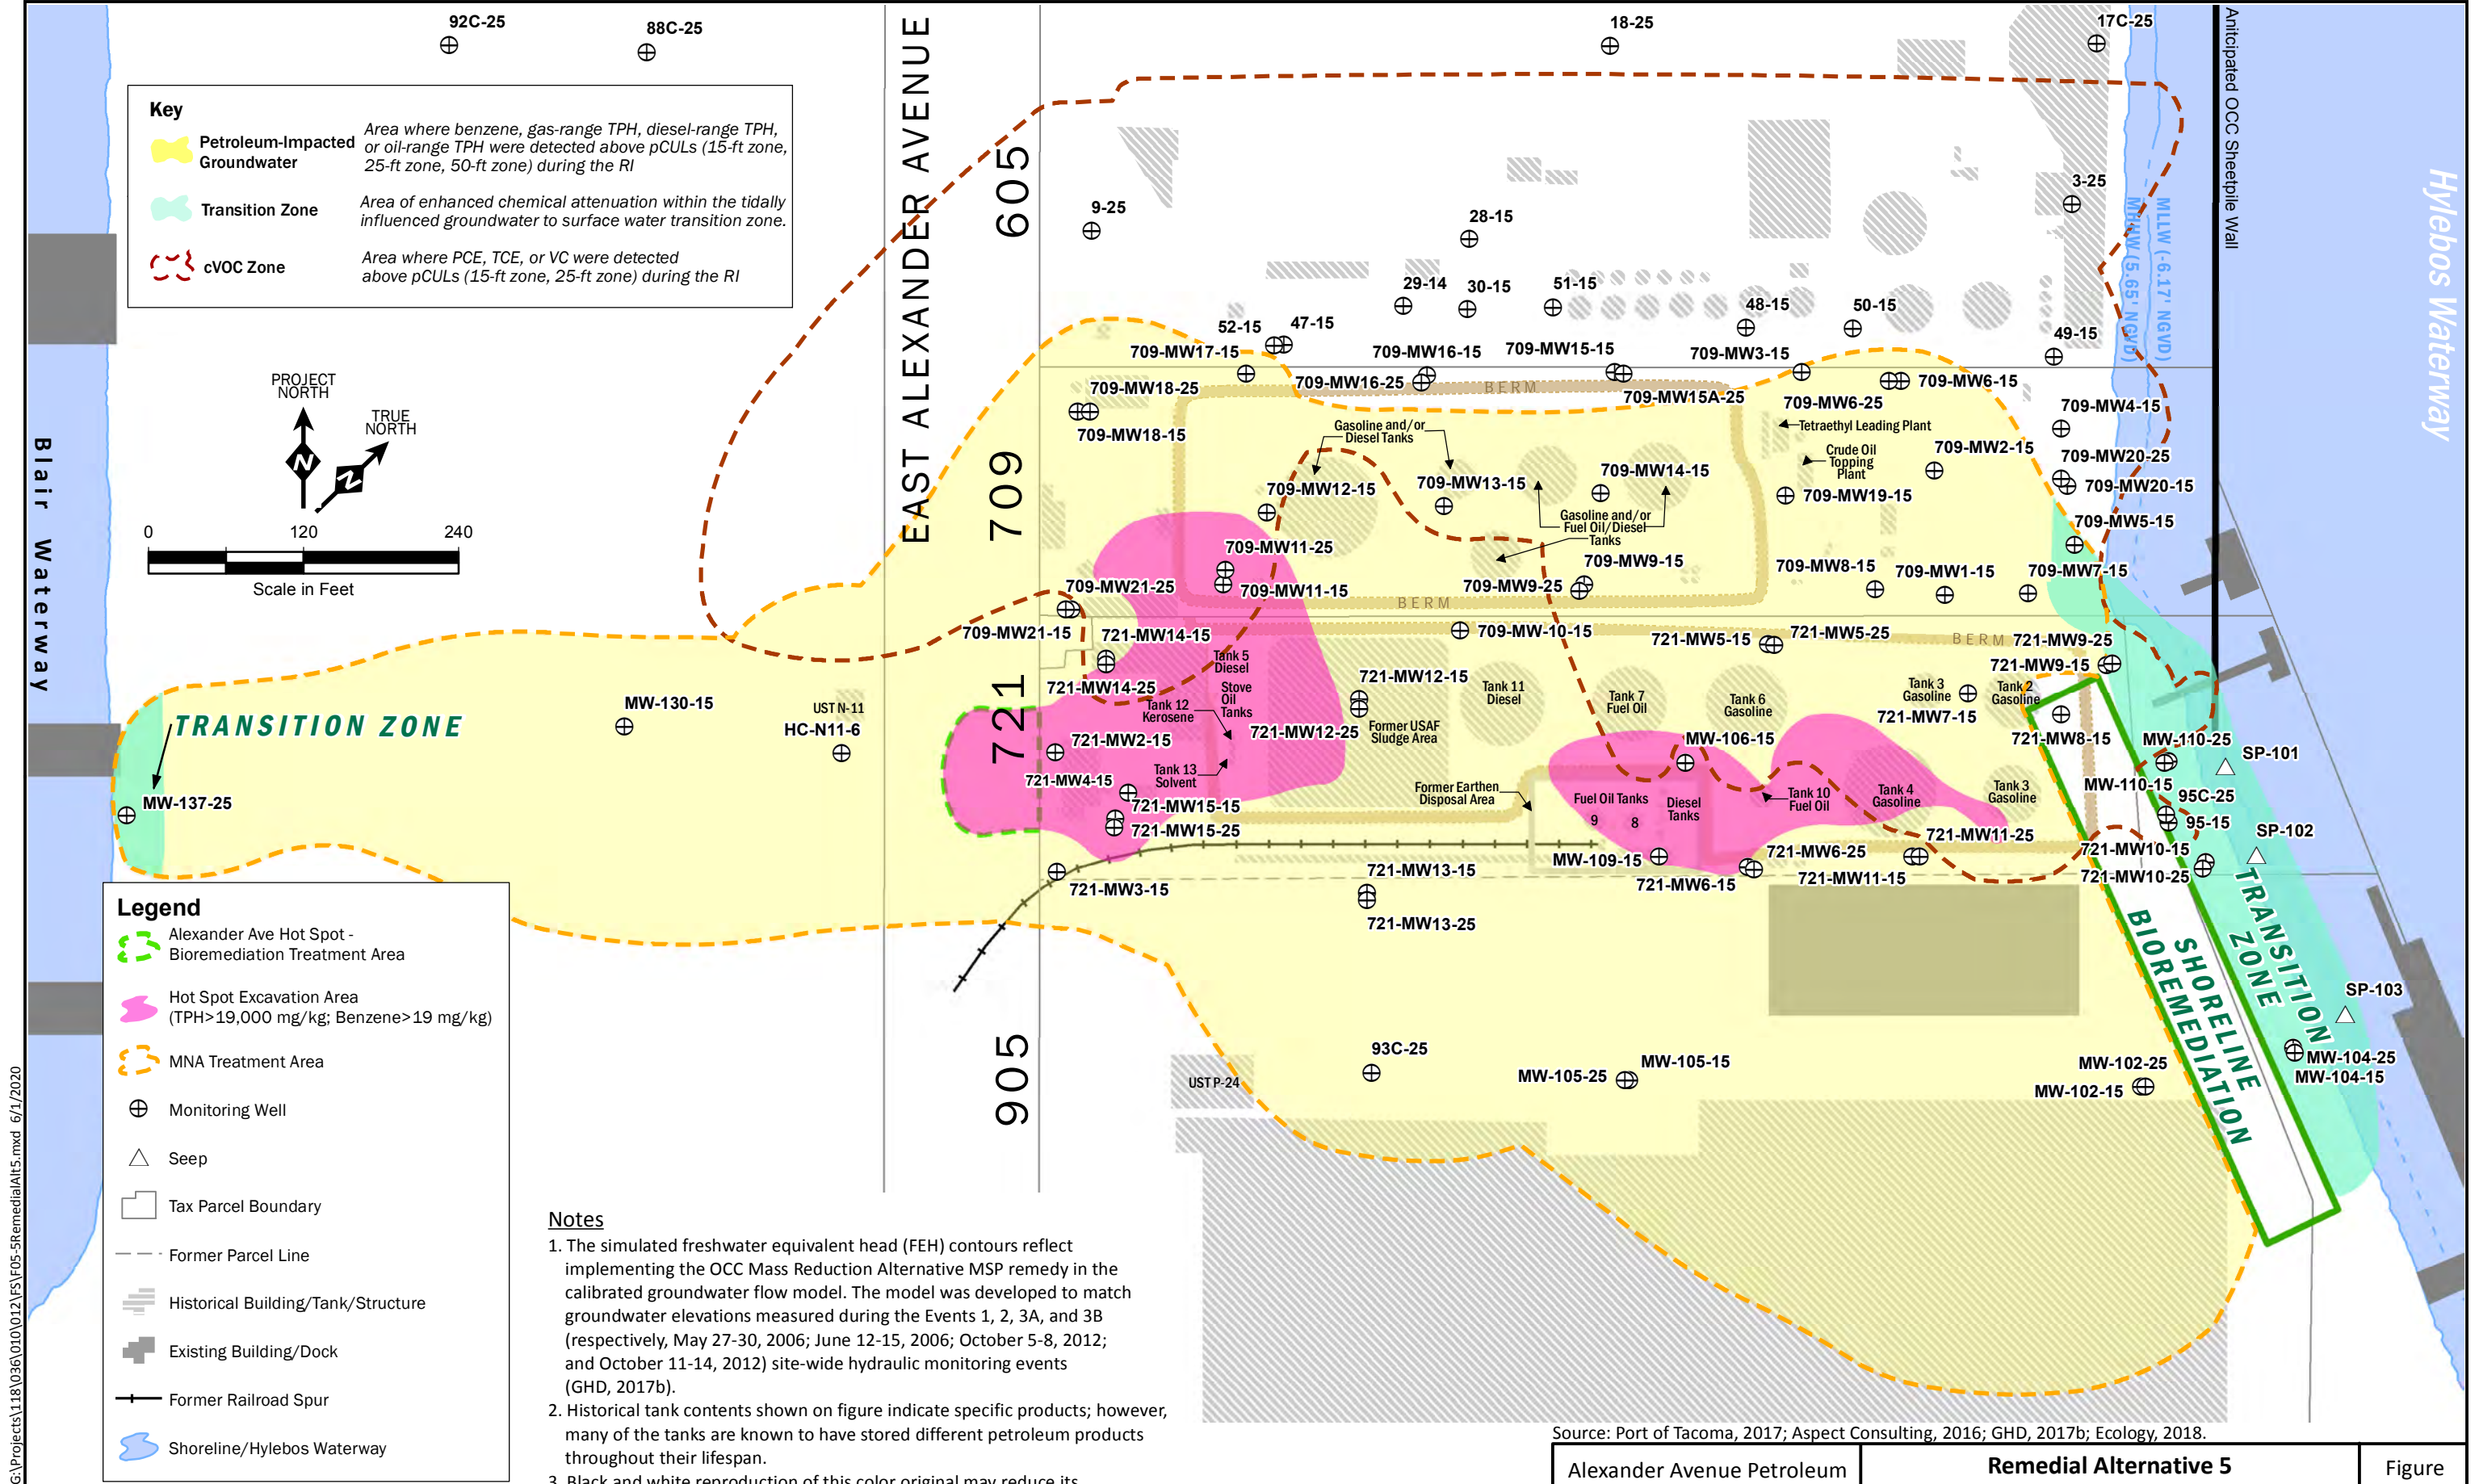 92C-25
88C-25
18-25
17C-25
Key
Petroleum-Impacted
Groundwater
Area where benzene, gas-range TPH, diesel-range TPH,
or oil-range TPH were detected above pCULs (15-ft zone,
25-ft zone, 50-ft zone) during the RI
Transition Zone
Area of enhanced chemical attenuation within the tidally
influenced groundwater to surface water transition zone.
cVOC Zone
Area where PCE, TCE, or VC were detected
above pCULs (15-ft zone, 25-ft zone) during the RI
EAST ALEXANDER AVENUE
605
709
721
905
Anitcipated OCC Sheetpile Wall
Hylebos Waterway
MHHW (5.65' NGVD)
MLLW (-6.17' NGVD)
Blair Waterway
PROJECT
NORTH
TRUE
NORTH
N
N
0
120
240
Scale in Feet
3-25
9-25
28-15
29-14
30-15
51-15
48-15
50-15
49-15
52-15
47-15
709-MW17-15
709-MW16-15
709-MW15-15
709-MW3-15
709-MW18-25
709-MW16-25
BERM
709-MW15A-25
709-MW6-15
709-MW6-25
709-MW4-15
709-MW18-15
Gasoline and/or
Diesel Tanks
Tetraethyl Leading Plant
Crude Oil
Topping
Plant
709-MW2-15
709-MW20-25
709-MW20-15
709-MW12-15
709-MW13-15
709-MW14-15
709-MW19-15
Gasoline and/or
Fuel Oil/Diesel
Tanks
709-MW5-15
709-MW11-25
709-MW9-15
709-MW8-15
709-MW1-15
709-MW7-15
709-MW21-25
709-MW11-15
709-MW9-25
BERM
709-MW21-15
721-MW14-15
709-MW-10-15
721-MW5-15
721-MW5-25
BERM
721-MW9-25
721-MW9-15
Tank 5
Diesel
721-MW14-25
Stove
Oil
Tanks
721-MW12-15
Tank 11
Diesel
Tank 7
Fuel Oil
Tank 6
Gasoline
Tank 3
Gasoline
Tank 2
Gasoline
Tank 12
Kerosene
721-MW7-15
721-MW12-25
Former USAF
Sludge Area
MW-130-15
UST N-11
HC-N11-6
TRANSITION ZONE
MW-137-25
721-MW2-15
MW-106-15
721-MW8-15
MW-110-25
SP-101
721-MW4-15
Tank 13
Solvent
Former Earthen
Disposal Area
Fuel Oil Tanks
9
8
Diesel
Tanks
Tank 10
Fuel Oil
Tank 4
Gasoline
Tank 3
Gasoline
MW-110-15
95C-25
95-15
SP-102
721-MW15-15
721-MW15-25
721-MW11-25
721-MW10-15
721-MW10-25
MW-109-15
721-MW6-25
721-MW6-15
721-MW11-15
721-MW3-15
721-MW13-15
721-MW13-25
TRANSITION
ZONE
SHORELINE
BIOREMEDIATION
SP-103
93C-25
UST P-24
MW-105-25
MW-105-15
MW-102-25
MW-102-15
MW-104-25
MW-104-15
Legend
Alexander Ave Hot Spot -
Bioremediation Treatment Area
Hot Spot Excavation Area
(TPH>19,000 mg/kg; Benzene>19 mg/kg)
MNA Treatment Area
Monitoring Well
Seep
Tax Parcel Boundary
Former Parcel Line
Historical Building/Tank/Structure
Existing Building/Dock
Former Railroad Spur
Shoreline/Hylebos Waterway
G:\Projects\118\036\010\012\FS\F05-5RemedialAlt5.mxd 6/1/2020
Notes
1. The simulated freshwater equivalent head (FEH) contours reflect
implementing the OCC Mass Reduction Alternative MSP remedy in the
calibrated groundwater flow model. The model was developed to match
groundwater elevations measured during the Events 1, 2, 3A, and 3B
(respectively, May 27-30, 2006; June 12-15, 2006; October 5-8, 2012;
and October 11-14, 2012) site-wide hydraulic monitoring events
(GHD, 2017b).
2. Historical tank contents shown on figure indicate specific products; however,
many of the tanks are known to have stored different petroleum products
throughout their lifespan.
3. Black and white reproduction of this color original may reduce its
Source: Port of Tacoma, 2017; Aspect Consulting, 2016; GHD, 2017b; Ecology, 2018.
Alexander Avenue Petroleum
Remedial Alternative 5
Figure